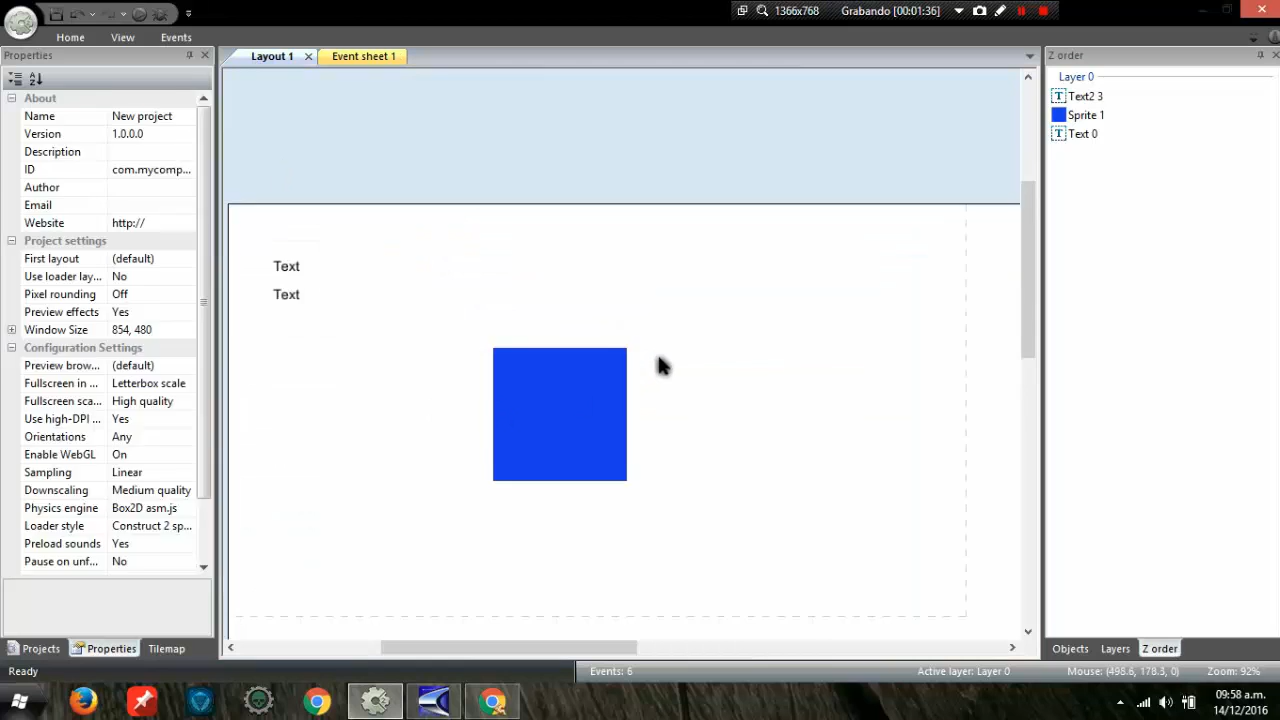 1366x768 Grabando [00:01:36]
Home View Events
Properties
Layout 1 Event sheet 1
Z order
About
Name New project
Version 1.0.0.0
Description
ID com.mycomp...
Author
Email
Website http://
Project settings
First layout (default)
Use loader lay... No
Pixel rounding Off
Preview effects Yes
Window Size 854, 480
Configuration Settings
Preview brow... (default)
Fullscreen in ... Letterbox scale
Fullscreen sca... High quality
Use high-DPI ... Yes
Orientations Any
Enable WebGL On
Sampling Linear
Downscaling Medium quality
Physics engine Box2D asm.js
Loader style Construct 2 sp...
Preload sounds Yes
Pause on unf... No
Text
Text
Layer 0
T Text2 3
Sprite 1
T Text 0
Projects Properties Tilemap
Objects Layers Z order
Ready Events: 6 Active layer: Layer 0 Mouse: (498.6, 178.3, 0) Zoom: 92%
09:58 a.m.
14/12/2016